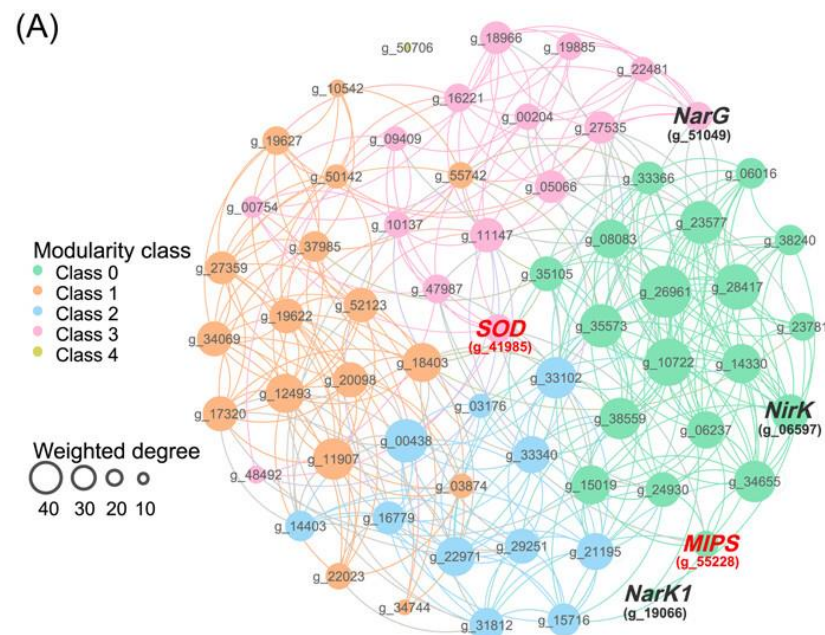 (A)
g_18966
g_19885
g_50706
g_22481
g_10542
g_16221
g_00204
NarG
(g_51049)
g_27535
g_09409
g_19627
g_50142
g_55742
g_33366
g_06016
g_05066
g_00754
g_10137
g_11147
g_23577
g_08083
g_38240
Modularity class
Class 0
Class 1
Class 2
Class 3
Class 4
g_37985
g_27359
g_35105
g_47987
g_26961
g_28417
g_52123
g_19622
SOD
(g_41985)
g_35573
g_23781
g_34069
g_18403
g_10722
g_14330
g_20098
g_33102
g_12493
g_03176
g_17320
g_38559
NirK
(g_06597)
g_06237
g_00438
Weighted degree
40 30 20 10
g_33340
g_11907
g_48492
g_03874
g_15019
g_24930
g_34655
g_14403
g_16779
g_29251
g_21195
g_22971
MIPS
(g_55228)
g_22023
NarK1
(g_19066)
g_34744
g_31812
g_15716